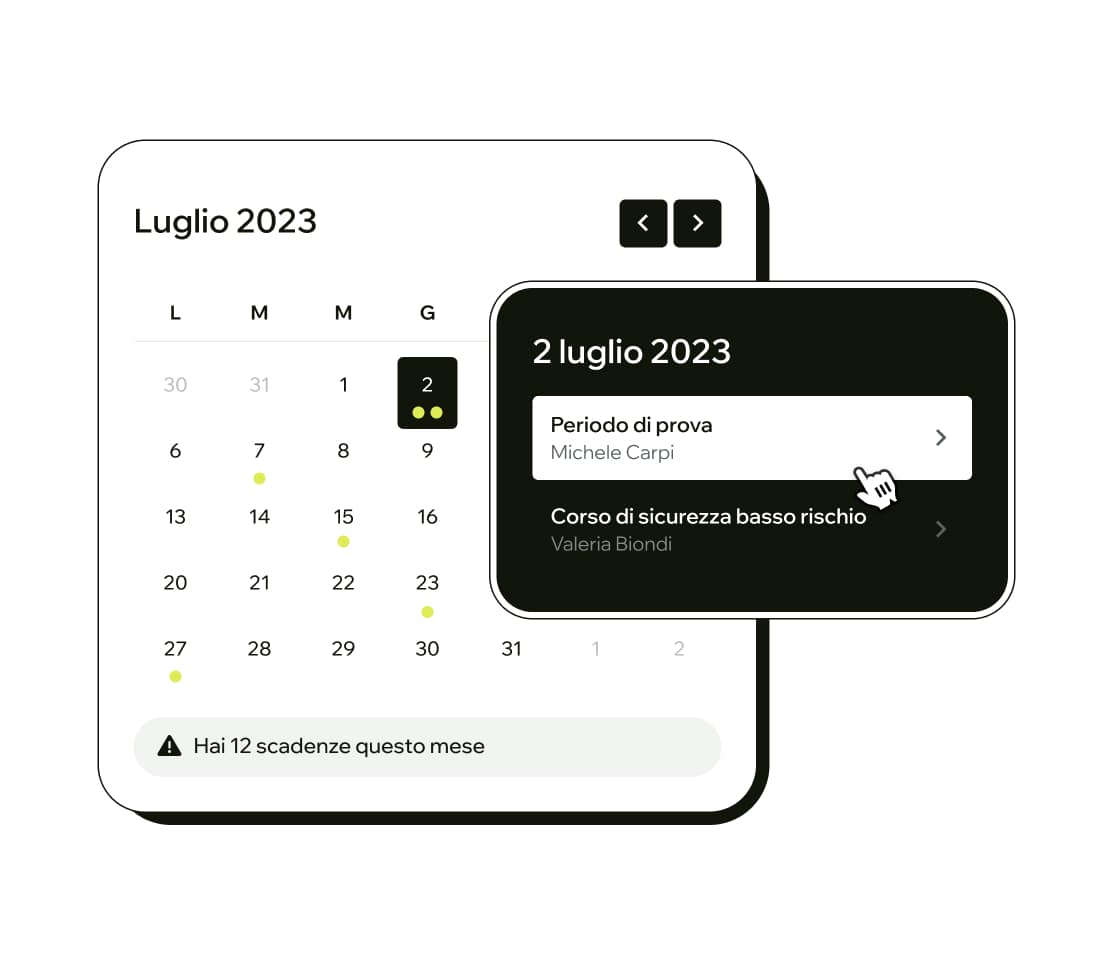 Luglio 2023
L M M G
30 31 1 2
6 7 8 9
13 14 15 16
20 21 22 23
27 28 29 30 31 1 2
Hai 12 scadenze questo mese
2 luglio 2023
Periodo di prova
Michele Carpi
Corso di sicurezza basso rischio
Valeria Biondi